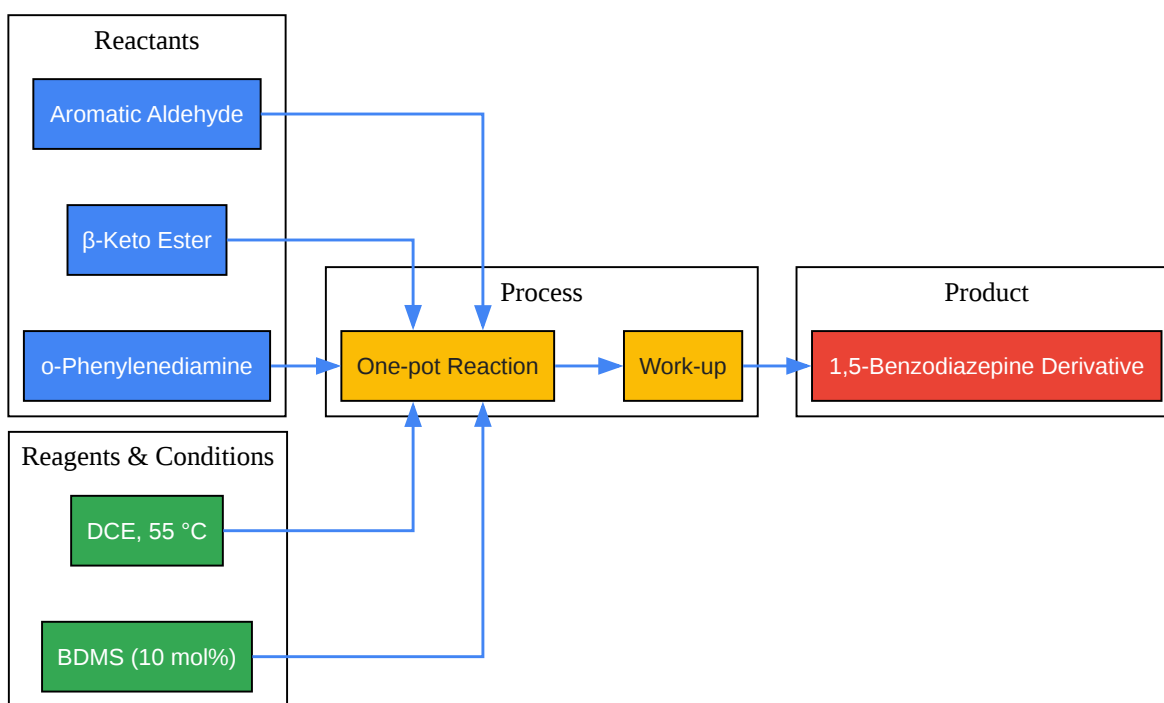 Reactants
Aromatic Aldehyde
β-Keto Ester
o-Phenylenediamine
Reagents & Conditions
DCE, 55 °C
BDMS (10 mol%)
Process
One-pot Reaction
Work-up
Product
1,5-Benzodiazepine Derivative